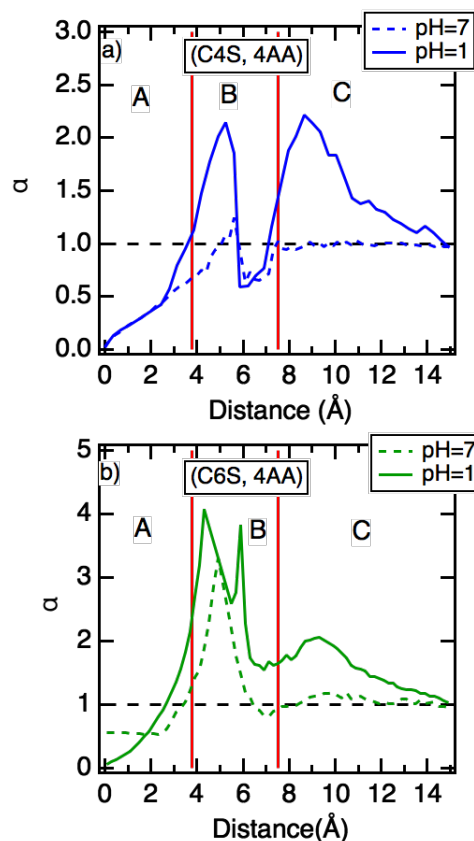 a)
(C4S, 4AA)
pH=7
pH=1
A
B
C
α
3.0
2.5
2.0
1.5
1.0
0.5
0.0
0 2 4 6 8 10 12 14
Distance (Å)
b)
(C6S, 4AA)
pH=7
pH=1
A
B
C
α
5
4
3
2
1
0
0 2 4 6 8 10 12 14
Distance(Å)